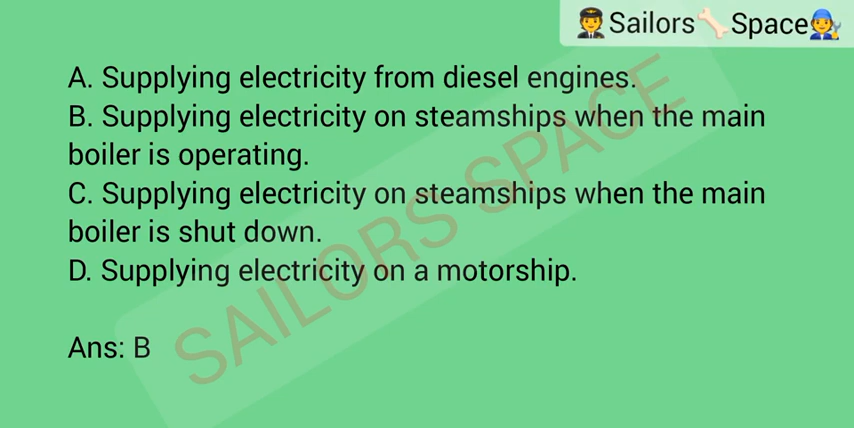 Sailors Space
A. Supplying electricity from diesel engines.
B. Supplying electricity on steamships when the main
boiler is operating.
C. Supplying electricity on steamships when the main
boiler is shut down.
D. Supplying electricity on a motorship.
Ans: B
SAILORS SPACE